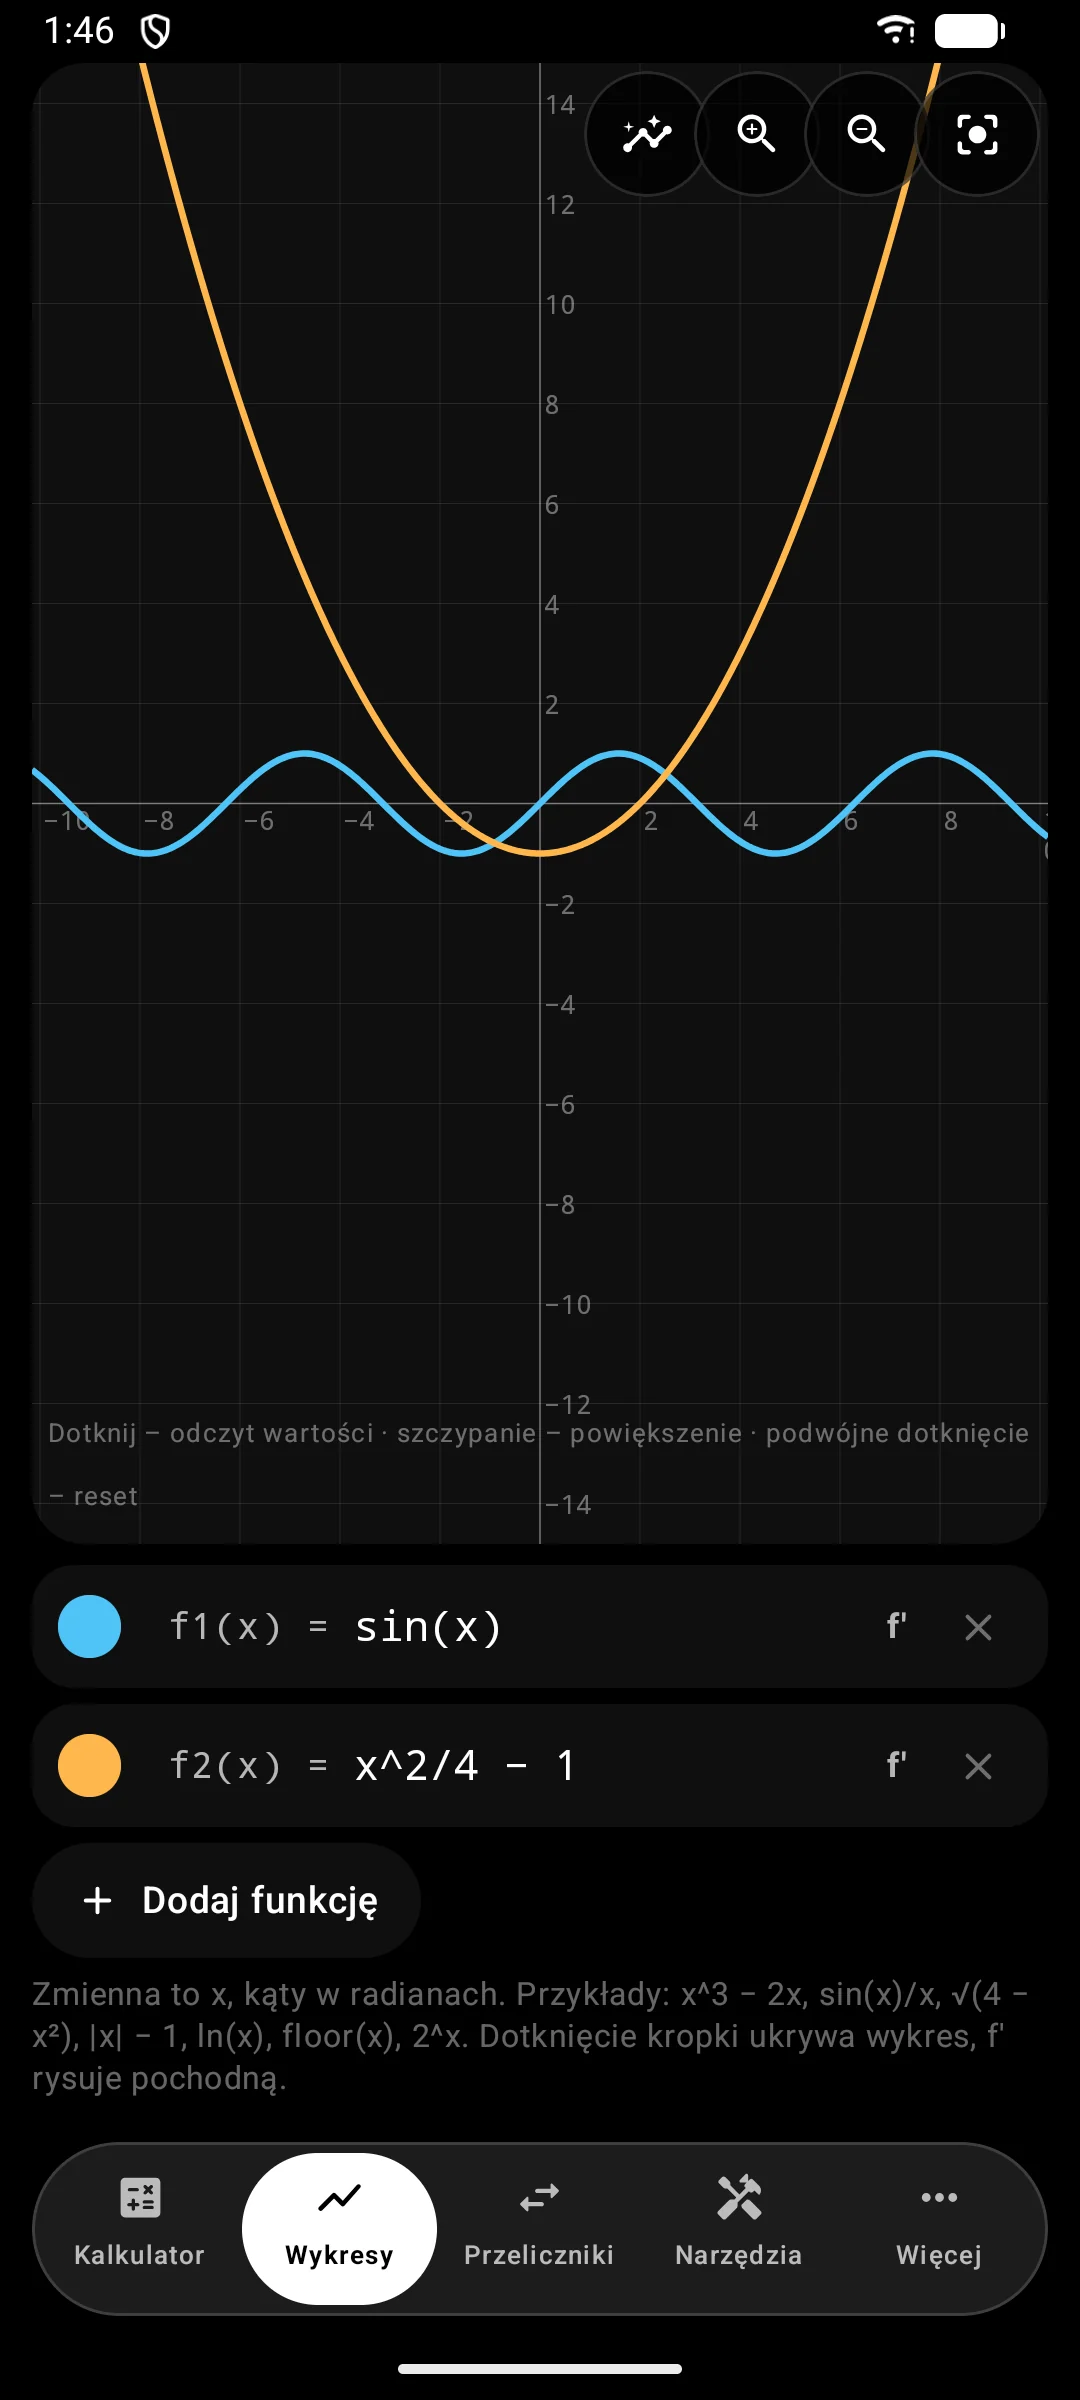 1:46
14
12
10
8
6
4
2
−10 −8 −6 −4 −2 2 4 6 8
−2
−4
−6
−8
−10
−12
Dotknij – odczyt wartości · szczypanie – powiększenie · podwójne dotknięcie
– reset
−14
f1(x) = sin(x) f'
f2(x) = x^2/4 − 1 f'
Dodaj funkcję
Zmienna to x, kąty w radianach. Przykłady: x^3 − 2x, sin(x)/x, √(4 −
x²), |x| − 1, ln(x), floor(x), 2^x. Dotknięcie kropki ukrywa wykres, f'
rysuje pochodną.
Kalkulator Wykresy Przeliczniki Narzędzia Więcej